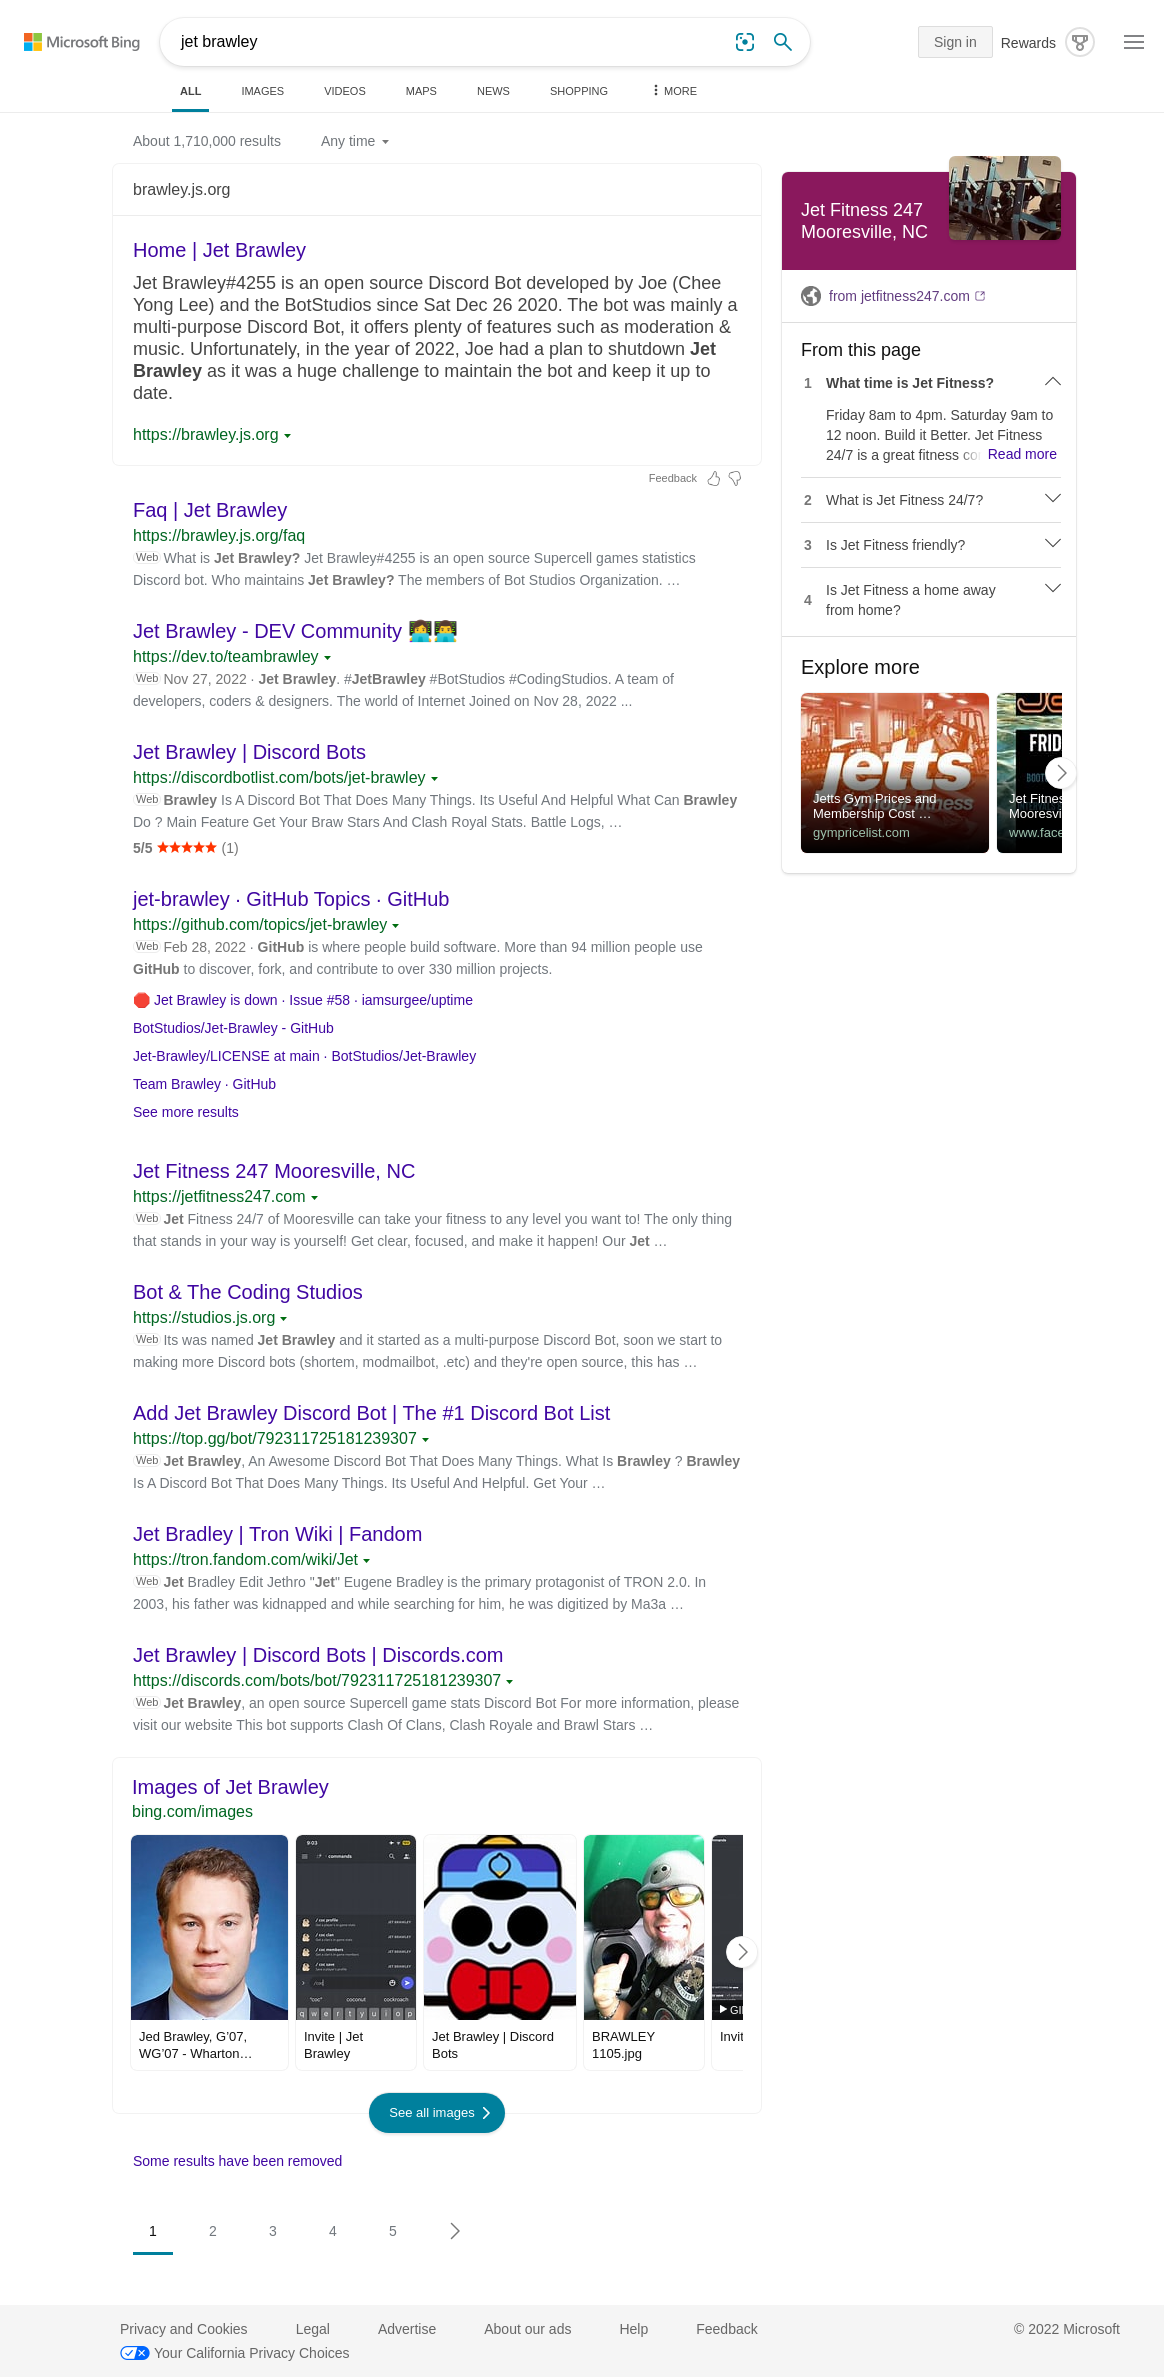 Microsoft Bing
jet brawley
Sign in
Rewards
ALL
IMAGES
VIDEOS
MAPS
NEWS
SHOPPING
MORE
About 1,710,000 results
Any time
brawley.js.org
Home | Jet Brawley
Jet Brawley#4255 is an open source Discord Bot developed by Joe (Chee
Yong Lee) and the BotStudios since Sat Dec 26 2020. The bot was mainly a
multi-purpose Discord Bot, it offers plenty of features such as moderation &
music. Unfortunately, in the year of 2022, Joe had a plan to shutdown Jet
Brawley as it was a huge challenge to maintain the bot and keep it up to
date.
https://brawley.js.org
Feedback
Faq | Jet Brawley
https://brawley.js.org/faq
Web What is Jet Brawley? Jet Brawley#4255 is an open source Supercell games statistics
Discord bot. Who maintains Jet Brawley? The members of Bot Studios Organization. …
Jet Brawley - DEV Community 👩‍💻👨‍💻
https://dev.to/teambrawley
Web Nov 27, 2022 · Jet Brawley. #JetBrawley #BotStudios #CodingStudios. A team of
developers, coders & designers. The world of Internet Joined on Nov 28, 2022 ...
Jet Brawley | Discord Bots
https://discordbotlist.com/bots/jet-brawley
Web Brawley Is A Discord Bot That Does Many Things. Its Useful And Helpful What Can Brawley
Do ? Main Feature Get Your Braw Stars And Clash Royal Stats. Battle Logs, …
5/5 ★★★★★ (1)
jet-brawley · GitHub Topics · GitHub
https://github.com/topics/jet-brawley
Web Feb 28, 2022 · GitHub is where people build software. More than 94 million people use
GitHub to discover, fork, and contribute to over 330 million projects.
🛑 Jet Brawley is down · Issue #58 · iamsurgee/uptime
BotStudios/Jet-Brawley - GitHub
Jet-Brawley/LICENSE at main · BotStudios/Jet-Brawley
Team Brawley · GitHub
See more results
Jet Fitness 247 Mooresville, NC
https://jetfitness247.com
Web Jet Fitness 24/7 of Mooresville can take your fitness to any level you want to! The only thing
that stands in your way is yourself! Get clear, focused, and make it happen! Our Jet …
Bot & The Coding Studios
https://studios.js.org
Web Its was named Jet Brawley and it started as a multi-purpose Discord Bot, soon we start to
making more Discord bots (shortem, modmailbot, .etc) and they're open source, this has …
Add Jet Brawley Discord Bot | The #1 Discord Bot List
https://top.gg/bot/792311725181239307
Web Jet Brawley, An Awesome Discord Bot That Does Many Things. What Is Brawley ? Brawley
Is A Discord Bot That Does Many Things. Its Useful And Helpful. Get Your …
Jet Bradley | Tron Wiki | Fandom
https://tron.fandom.com/wiki/Jet
Web Jet Bradley Edit Jethro "Jet" Eugene Bradley is the primary protagonist of TRON 2.0. In
2003, his father was kidnapped and while searching for him, he was digitized by Ma3a …
Jet Brawley | Discord Bots | Discords.com
https://discords.com/bots/bot/792311725181239307
Web Jet Brawley, an open source Supercell game stats Discord Bot For more information, please
visit our website This bot supports Clash Of Clans, Clash Royale and Brawl Stars …
Images of Jet Brawley
bing.com/images
9:03
commands
/ coc profile
JET BRAWLEY
/ coc clan
JET BRAWLEY
/ coc members
JET BRAWLEY
/ coc save
JET BRAWLEY
/coc
"coc" coconut cockroach
q w e r t y u i o p
GI
Jed Brawley, G'07,
WG'07 - Wharton…
Invite | Jet
Brawley
Jet Brawley | Discord
Bots
BRAWLEY
1105.jpg
Invit
See all images
Some results have been removed
1
2
3
4
5
Jet Fitness 247
Mooresville, NC
from jetfitness247.com
From this page
1 What time is Jet Fitness?
Friday 8am to 4pm. Saturday 9am to
12 noon. Build it Better. Jet Fitness
24/7 is a great fitness co Read more
2 What is Jet Fitness 24/7?
3 Is Jet Fitness friendly?
4 Is Jet Fitness a home away
from home?
Explore more
jetts
Jetts Gym Prices and
Membership Cost …
gympricelist.com
FRID
BOOT
Jet Fitnes
Mooresvi
www.face
Privacy and Cookies
Legal
Advertise
About our ads
Help
Feedback
© 2022 Microsoft
Your California Privacy Choices